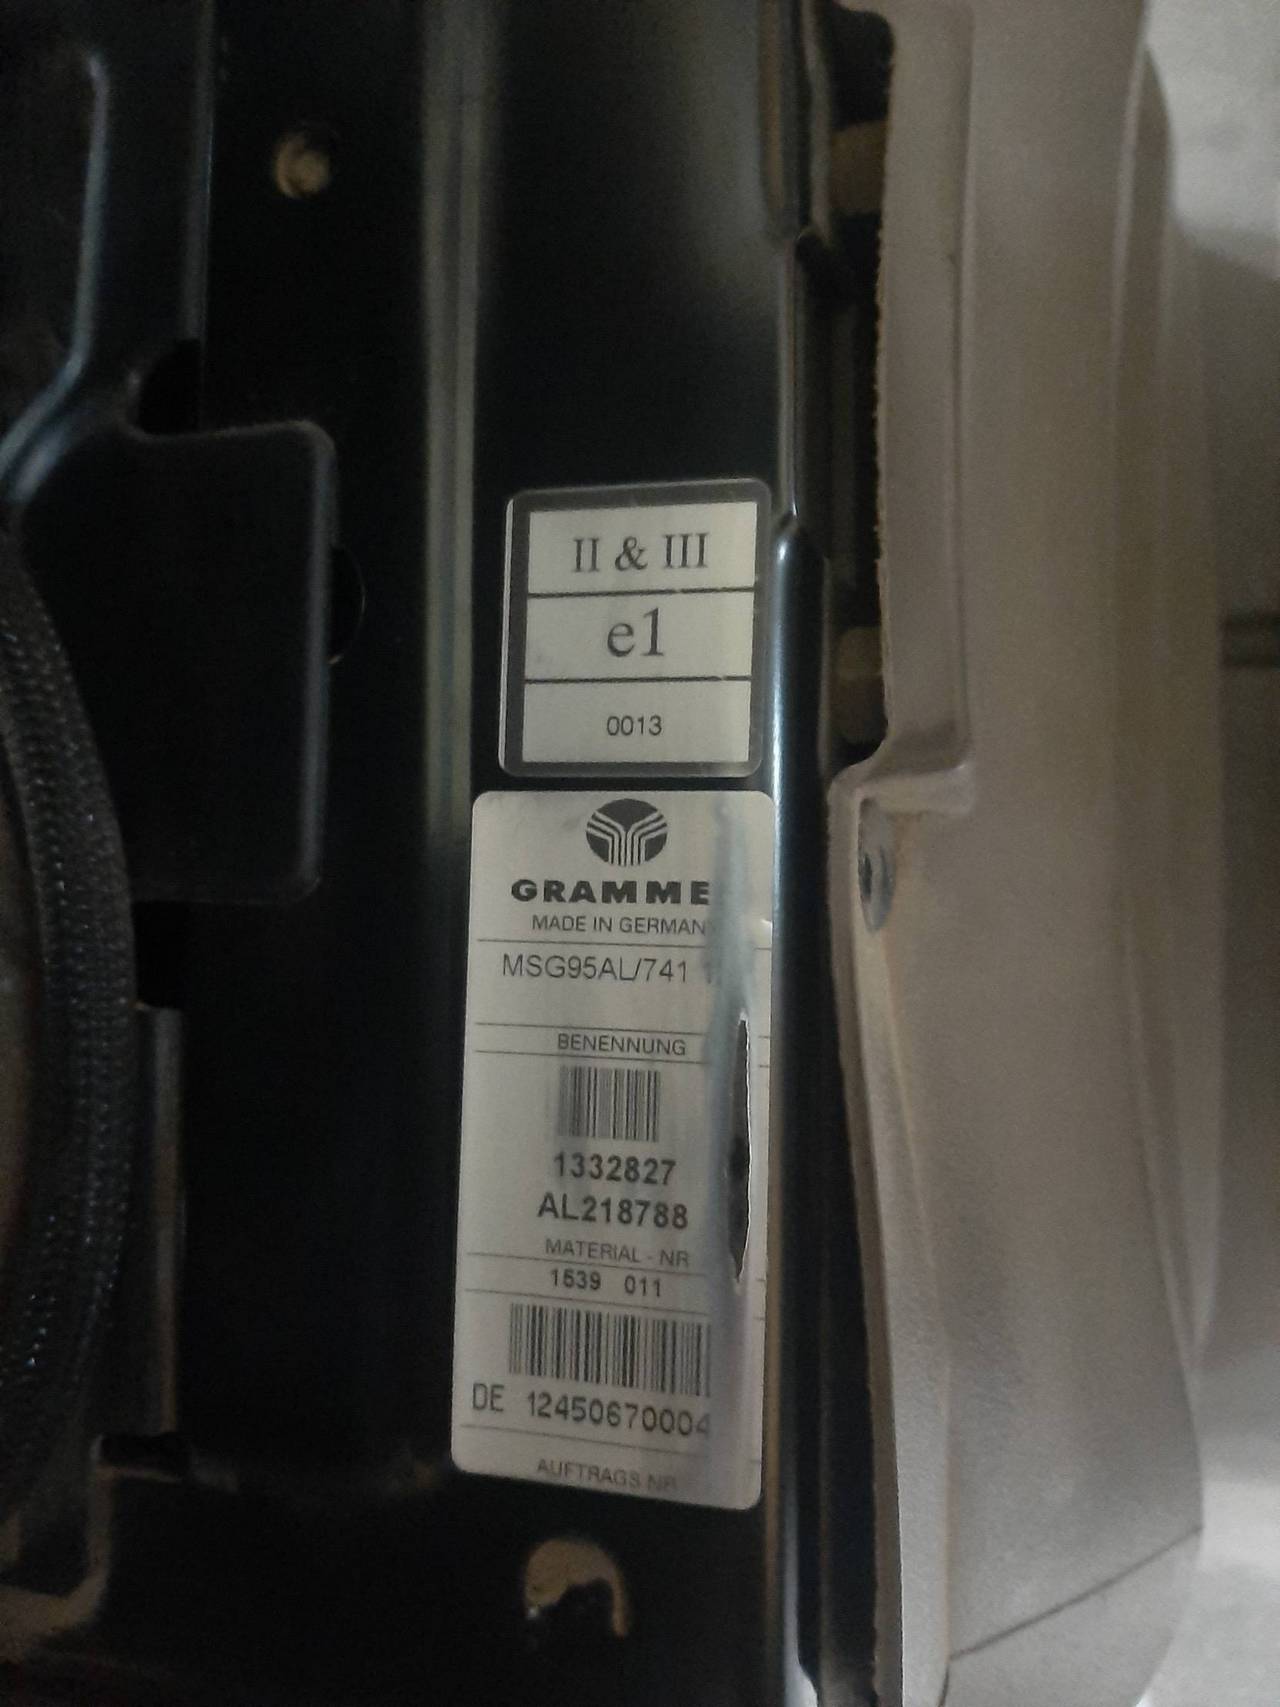 II & III
e1
0013
GRAMME
MADE IN GERMAN
MSG95AL/741
BENENNUNG
1332827
AL218788
MATERIAL - NR
1539 011
DE 12450670004
AUFTRAGS NR